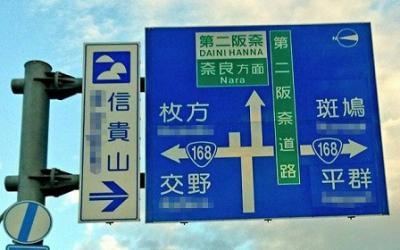 信貴山
第二阪奈
DAINI HANNA
奈良方面
Nara
第二阪奈道路
枚方
168
交野
斑鳩
168
平群